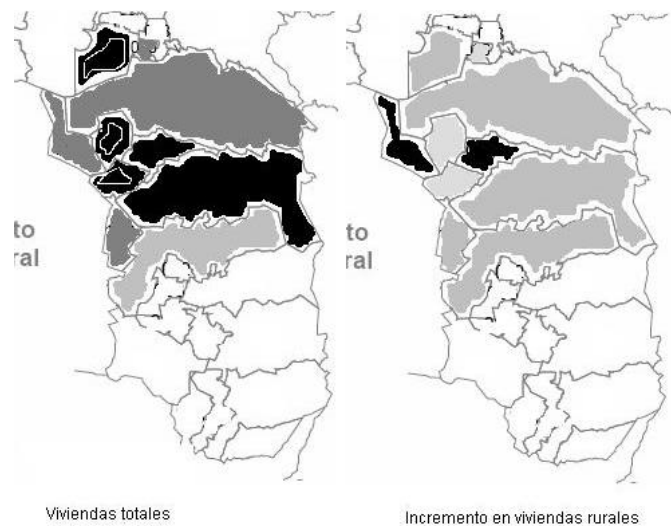 to
ral
to
ral
Viviendas totales
Incremento en viviendas rurales